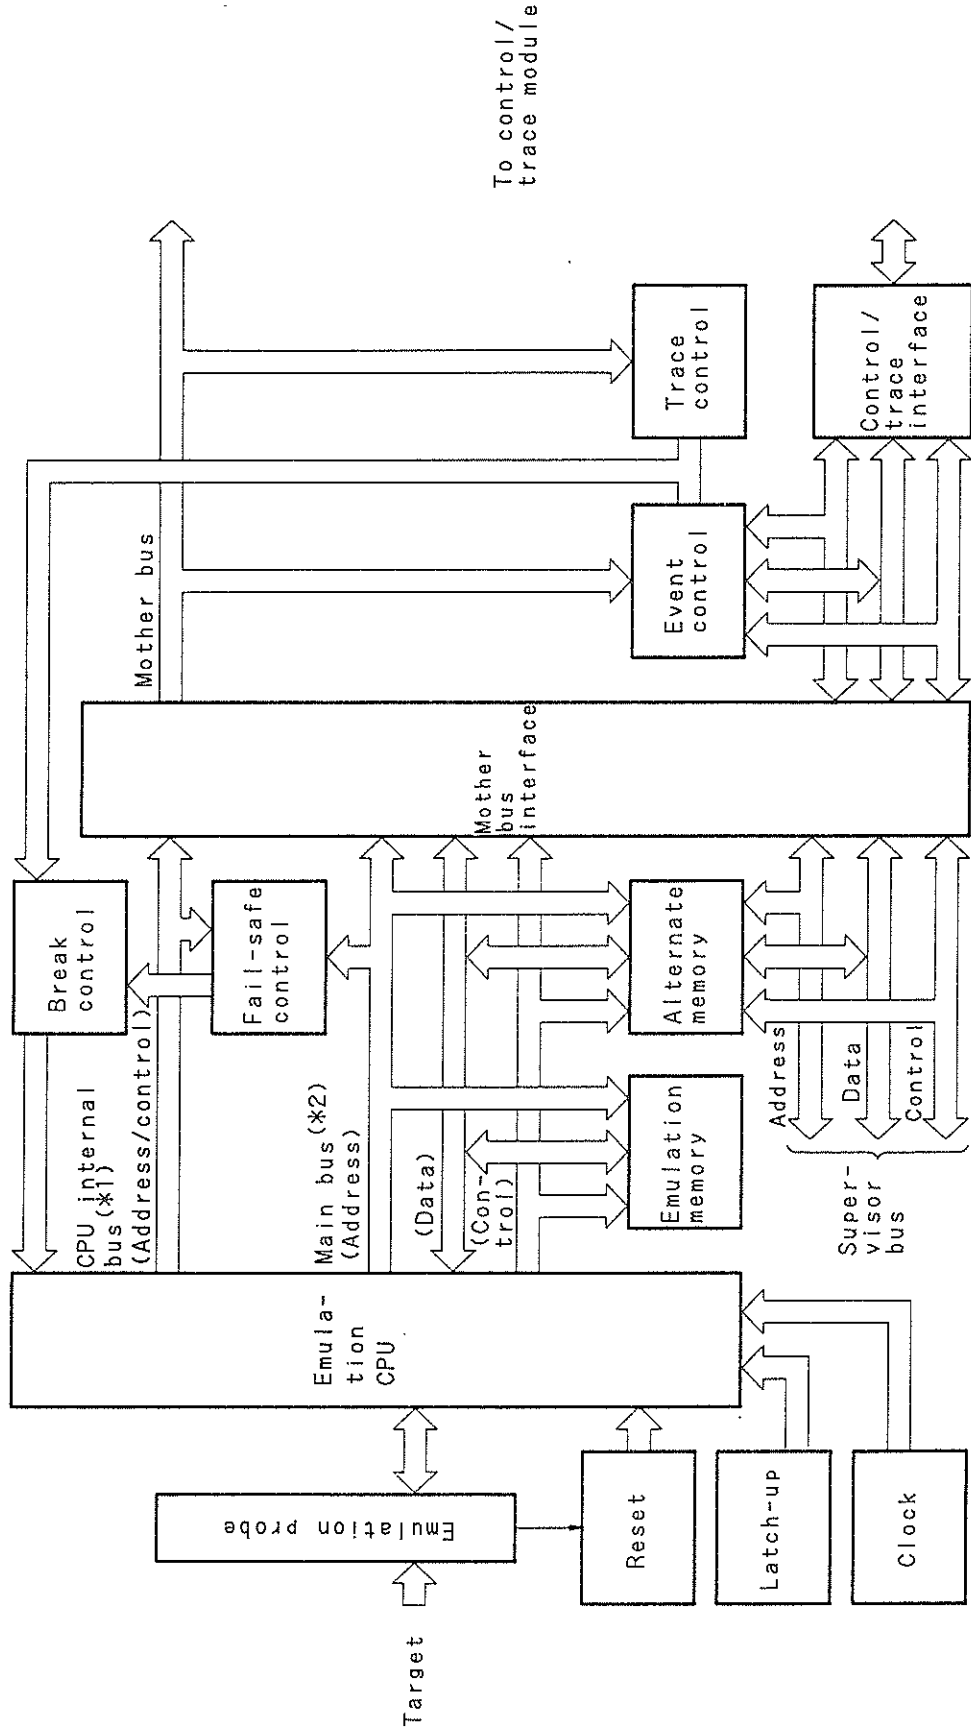 Target
Emulation probe
Reset
Latch-up
Clock
Emula-
tion
CPU
CPU internal
bus(*1)
(Address/control)
Main bus(*2)
(Address)
(Data)
(Con-
trol)
Break
control
Fail-safe
control
Emulation
memory
Alternate
memory
Address
Data
Control
Super-
visor
bus
Mother
bus
interface
Mother bus
Event
control
Trace
control
Control/
trace
interface
To control/
trace module